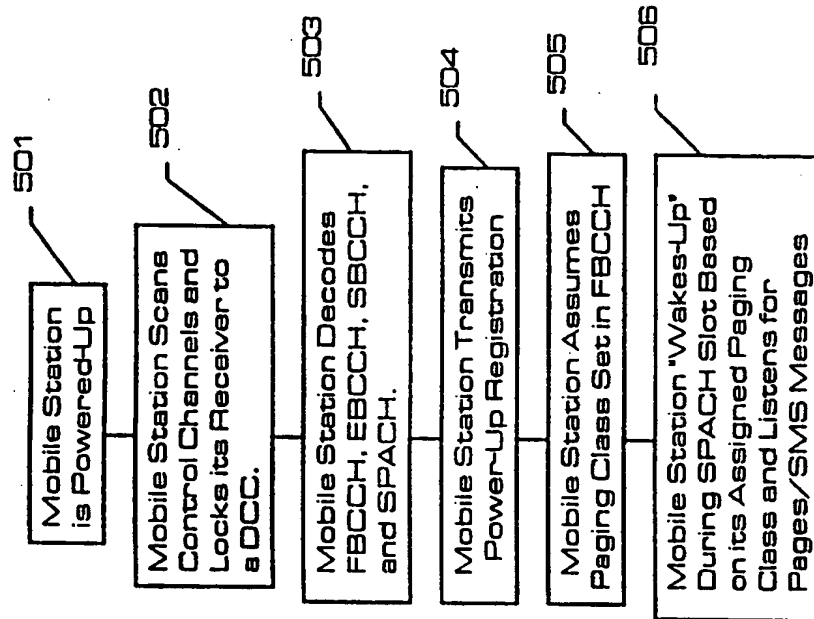 501
Mobile Station
is Powered-Up
502
Mobile Station Scans
Control Channels and
Locks its Receiver to
a DCC.
503
Mobile Station Decodes
FBCCH, EBCCH, SBCCH,
and SPACH.
504
Mobile Station Transmits
Power-Up Registration
505
Mobile Station Assumes
Paging Class Set in FBCCH
506
Mobile Station "Wakes-Up"
During SPACH Slot Based
on its Assigned Paging
Class and Listens for
Pages/SMS Messages